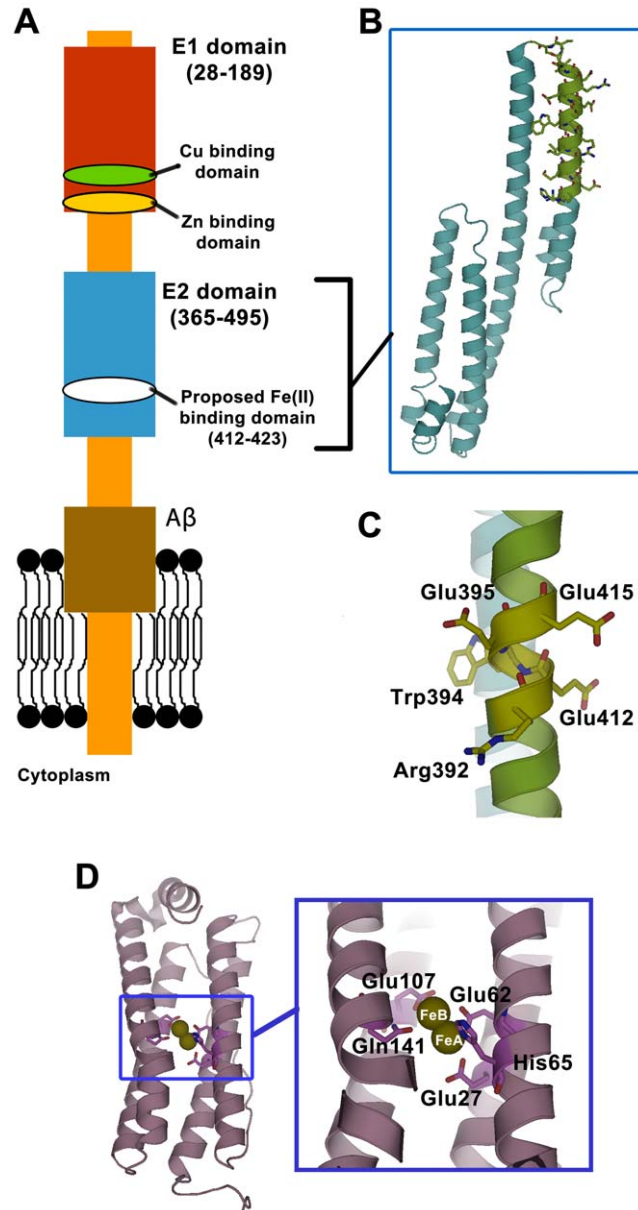 A
E1 domain
(28-189)
Cu binding
domain
Zn binding
domain
E2 domain
(365-495)
Proposed Fe(II)
binding domain
(412-423)
Aβ
Cytoplasm
B
C
Glu395
Glu415
Trp394
Glu412
Arg392
D
Glu107
Glu62
FeB
FeA
Gln141
His65
Glu27